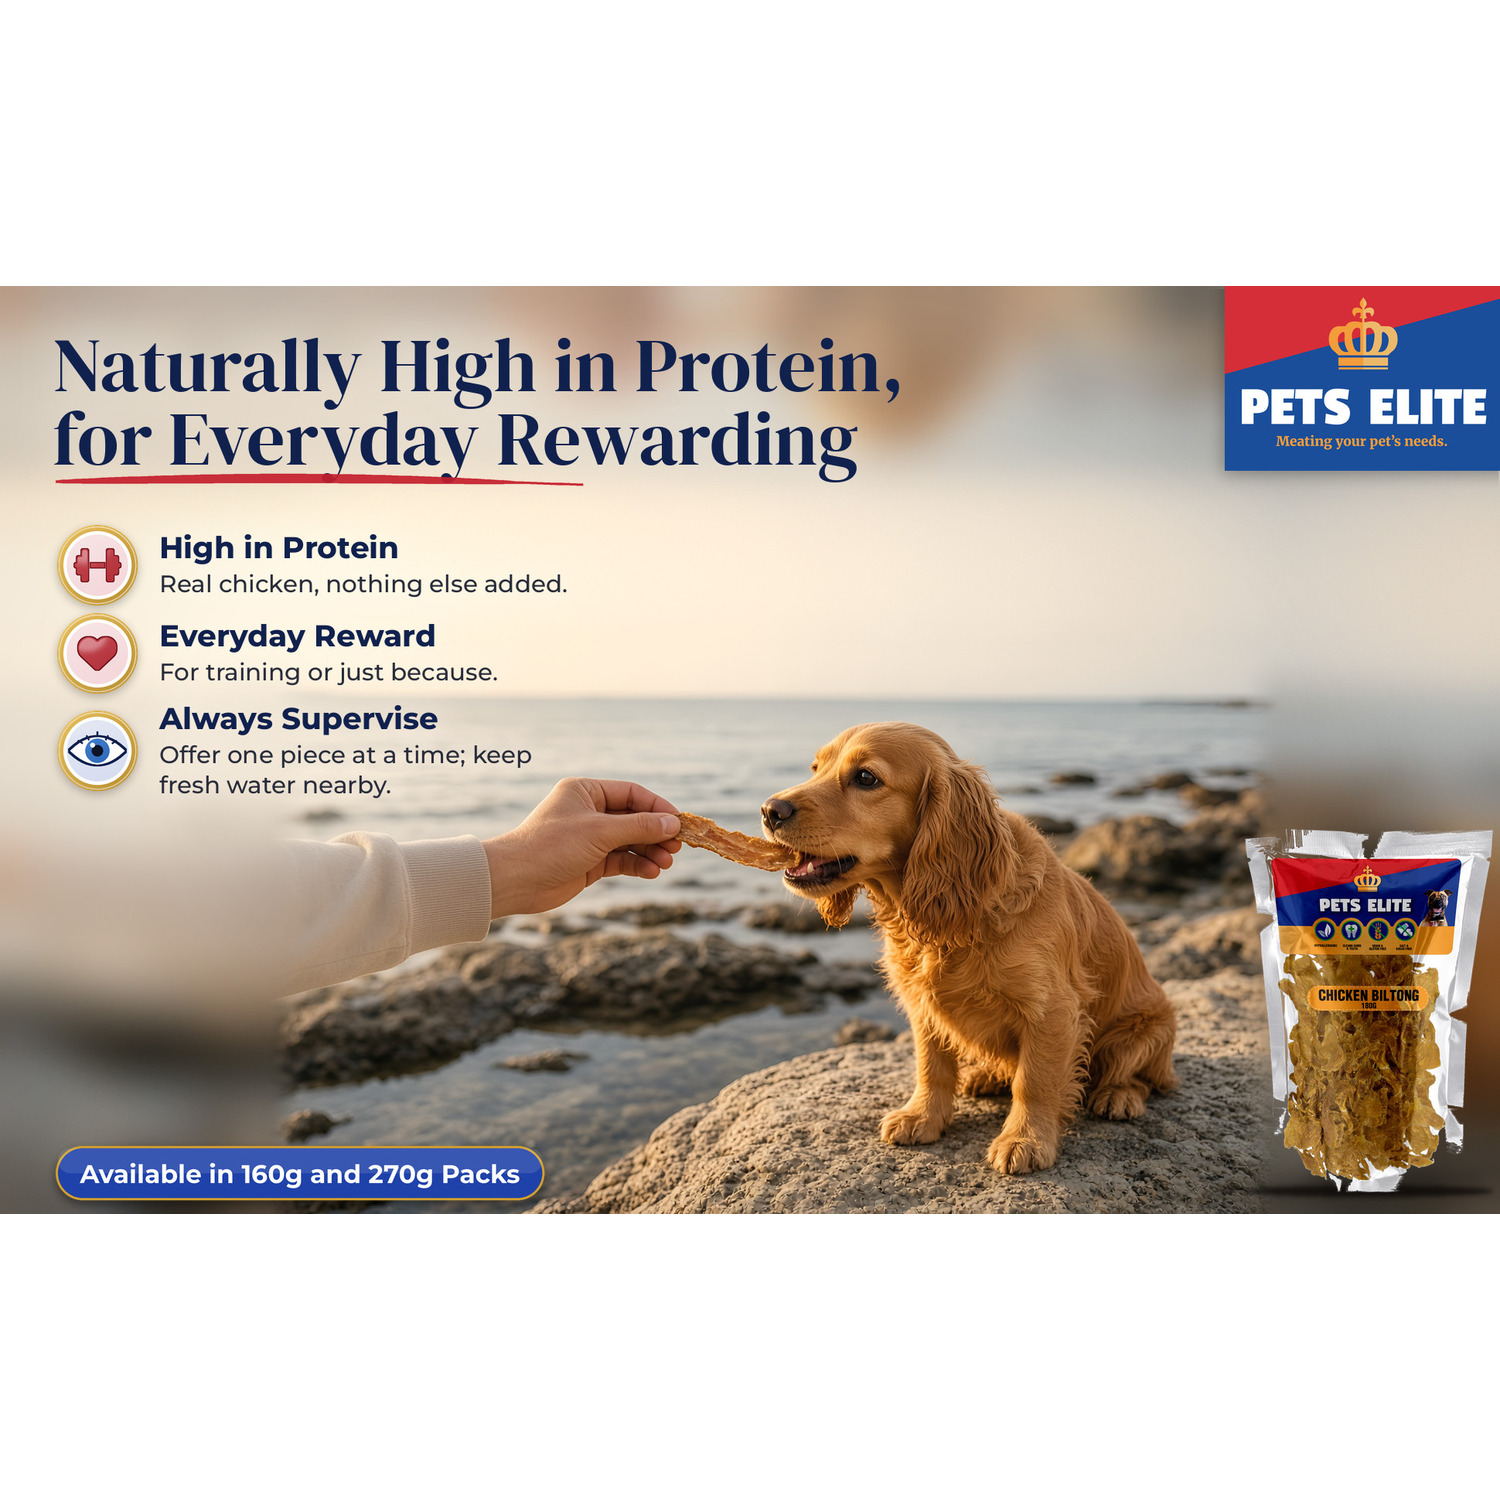 Naturally High in Protein,
for Everyday Rewarding
PETS ELITE
Meating your pet's needs.
High in Protein
Real chicken, nothing else added.
Everyday Reward
For training or just because.
Always Supervise
Offer one piece at a time; keep
fresh water nearby.
PETS ELITE
CHICKEN BILTONG
Available in 160g and 270g Packs